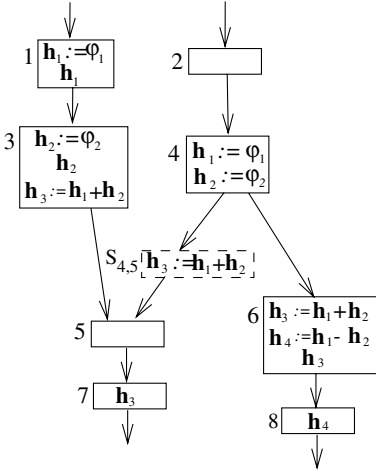 1
h₁:=φ₁
h₁
2
3
h₂:=φ₂
h₂
h₃:=h₁+h₂
4
h₁:=φ₁
h₂:=φ₂
S₄,₅
h₃:=h₁+h₂
5
6
h₃:=h₁+h₂
h₄:=h₁- h₂
h₃
7
h₃
8
h₄